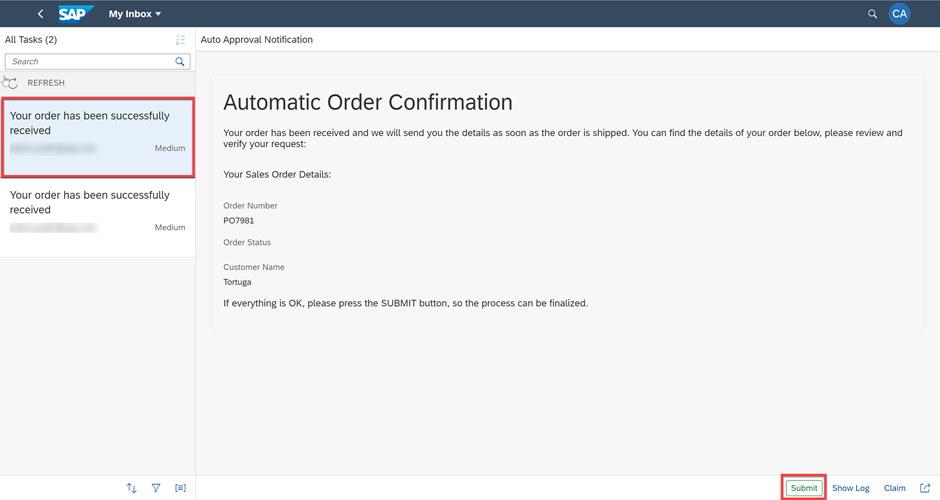 SAP My Inbox
CA
All Tasks (2)
Search
REFRESH
Your order has been successfully
received
Medium
Your order has been successfully
received
Medium
Auto Approval Notification
Automatic Order Confirmation
Your order has been received and we will send you the details as soon as the order is shipped. You can find the details of your order below, please review and
verify your request:
Your Sales Order Details:
Order Number
PO7981
Order Status
Customer Name
Tortuga
If everything is OK, please press the SUBMIT button, so the process can be finalized.
Submit Show Log Claim